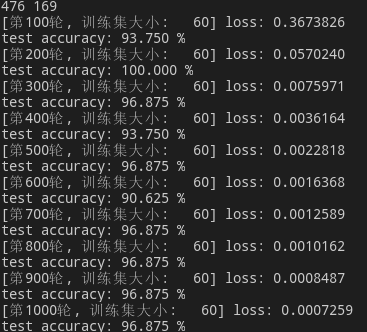 476 169
[第100轮, 训练集大小:   60] loss: 0.3673826
test accuracy: 93.750 %
[第200轮, 训练集大小:   60] loss: 0.0570240
test accuracy: 100.000 %
[第300轮, 训练集大小:   60] loss: 0.0075971
test accuracy: 96.875 %
[第400轮, 训练集大小:   60] loss: 0.0036164
test accuracy: 93.750 %
[第500轮, 训练集大小:   60] loss: 0.0022818
test accuracy: 96.875 %
[第600轮, 训练集大小:   60] loss: 0.0016368
test accuracy: 90.625 %
[第700轮, 训练集大小:   60] loss: 0.0012589
test accuracy: 96.875 %
[第800轮, 训练集大小:   60] loss: 0.0010162
test accuracy: 96.875 %
[第900轮, 训练集大小:   60] loss: 0.0008487
test accuracy: 96.875 %
[第1000轮, 训练集大小:   60] loss: 0.0007259
test accuracy: 96.875 %